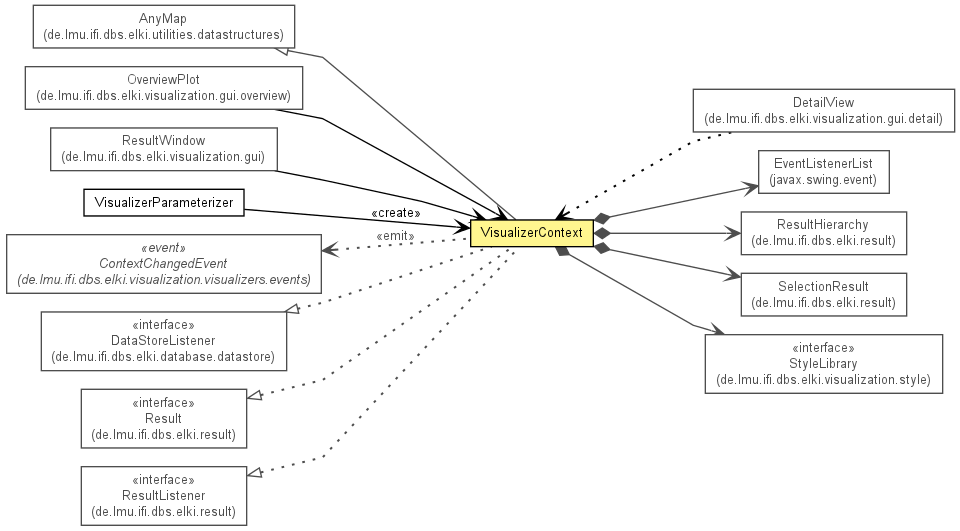 AnyMap
(de.lmu.ifi.dbs.elki.utilities.datastructures)
OverviewPlot
(de.lmu.ifi.dbs.elki.visualization.gui.overview)
ResultWindow
(de.lmu.ifi.dbs.elki.visualization.gui)
VisualizerParameterizer
«create»
«emit»
«event»
ContextChangedEvent
(de.lmu.ifi.dbs.elki.visualization.visualizers.events)
«interface»
DataStoreListener
(de.lmu.ifi.dbs.elki.database.datastore)
«interface»
Result
(de.lmu.ifi.dbs.elki.result)
«interface»
ResultListener
(de.lmu.ifi.dbs.elki.result)
VisualizerContext
DetailView
(de.lmu.ifi.dbs.elki.visualization.gui.detail)
EventListenerList
(javax.swing.event)
ResultHierarchy
(de.lmu.ifi.dbs.elki.result)
SelectionResult
(de.lmu.ifi.dbs.elki.result)
«interface»
StyleLibrary
(de.lmu.ifi.dbs.elki.visualization.style)